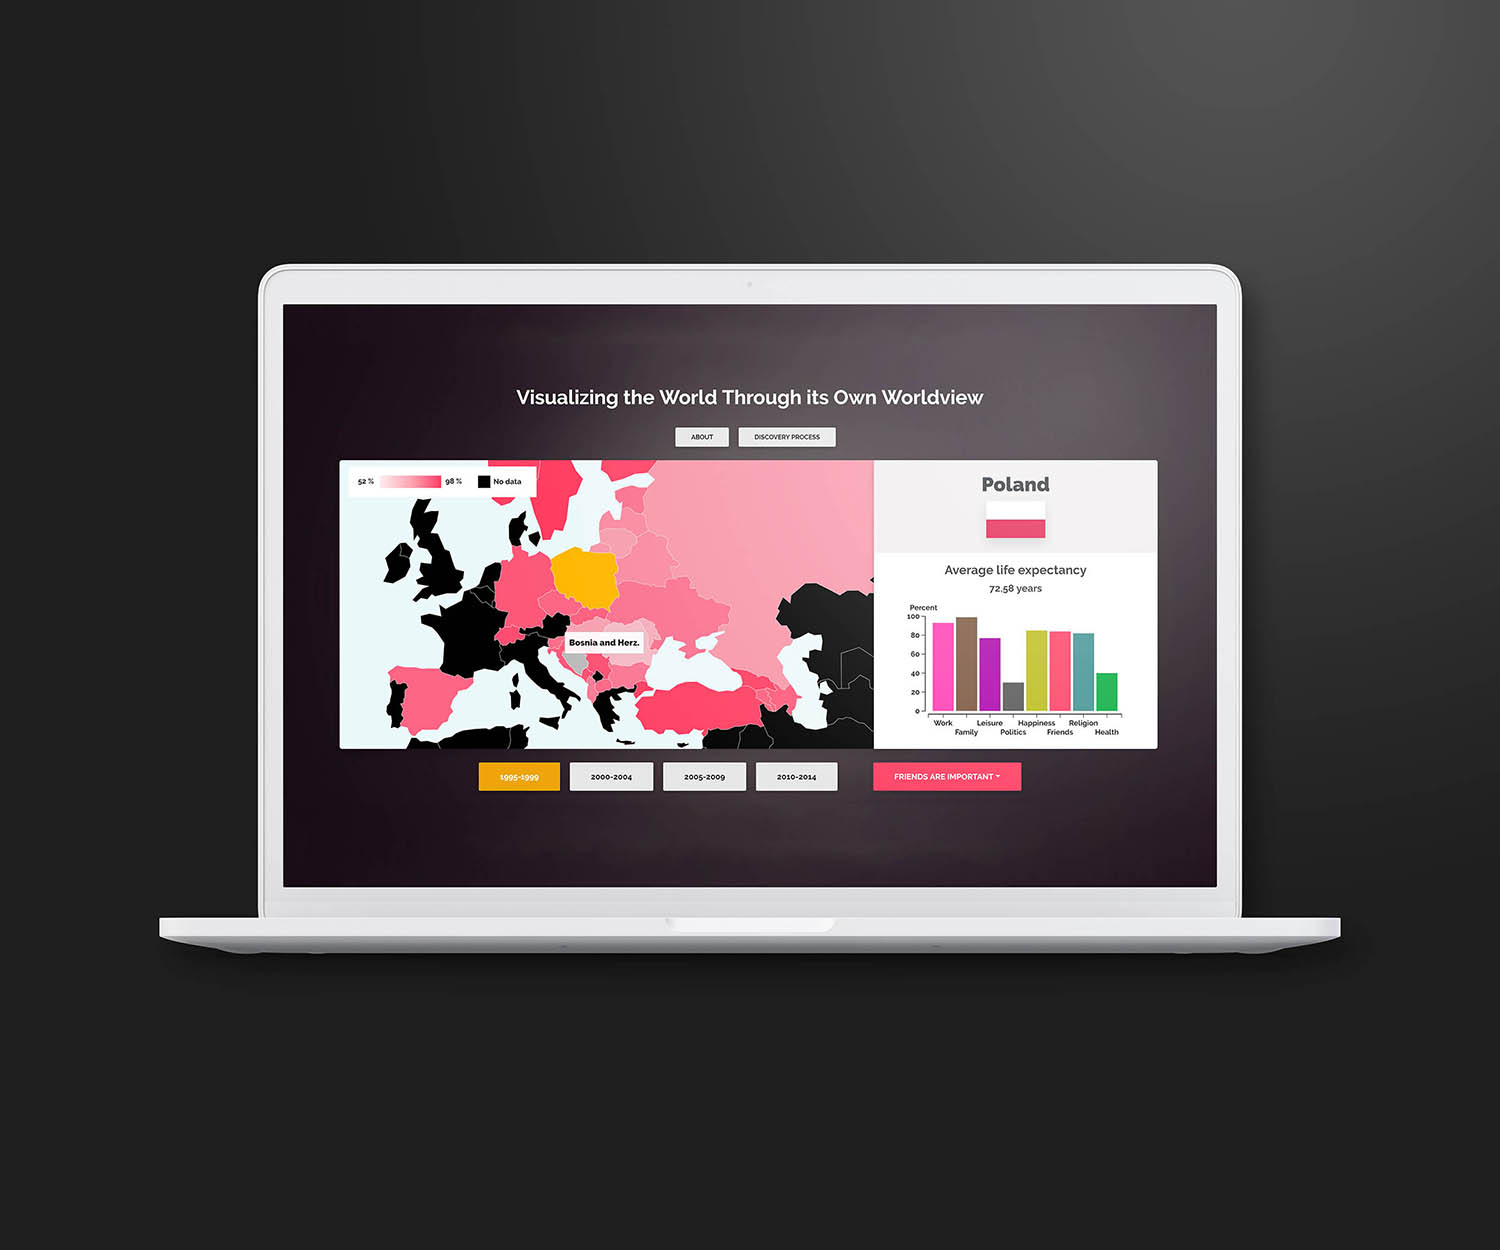 Visualizing the World Through its Own Worldview
ABOUT
DISCOVERY PROCESS
52 %
98 %
No data
Bosnia and Herz.
Poland
Average life expectancy
72,58 years
Percent
100
80
60
40
20
0
Work
Leisure
Happiness
Religion
Family
Politics
Friends
Health
1995-1999
2000-2004
2005-2009
2010-2014
FRIENDS ARE IMPORTANT